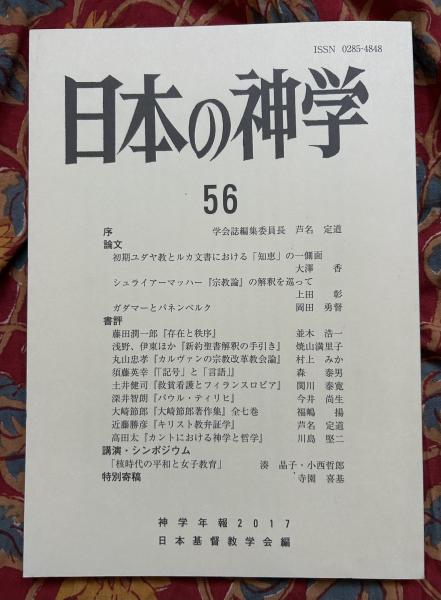 ISSN 0285-4848
日本の神学
56
序 学会誌編集委員長 芦名 定道
論文
初期ユダヤ教とルカ文書における「知恵」の一側面
大澤 香
シュライアーマッハー『宗教論』の解釈を巡って
上田 彰
ガダマーとパネンベルク 岡田 勇督
書評
藤田潤一郎『存在と秩序』 並木 浩一
浅野、伊東ほか『新約聖書解釈の手引き』 焼山満里子
丸山忠孝『カルヴァンの宗教改革教会論』 村上 みか
須藤英幸『「記号」と「言語」』 森 泰男
土井健司『救貧看護とフィランスロピア』 関川 泰寛
深井智朗『パウル・ティリヒ』 今井 尚生
大崎節郎『大崎節郎著作集』全七巻 福嶋 揚
近藤勝彦『キリスト教弁証学』 芦名 定道
高田太『カントにおける神学と哲学』 川島 堅二
講演・シンポジウム
「核時代の平和と女子教育」 湊 晶子・小西哲郎
特別寄稿 寺園 喜基
神学年報2017
日本基督教学会編